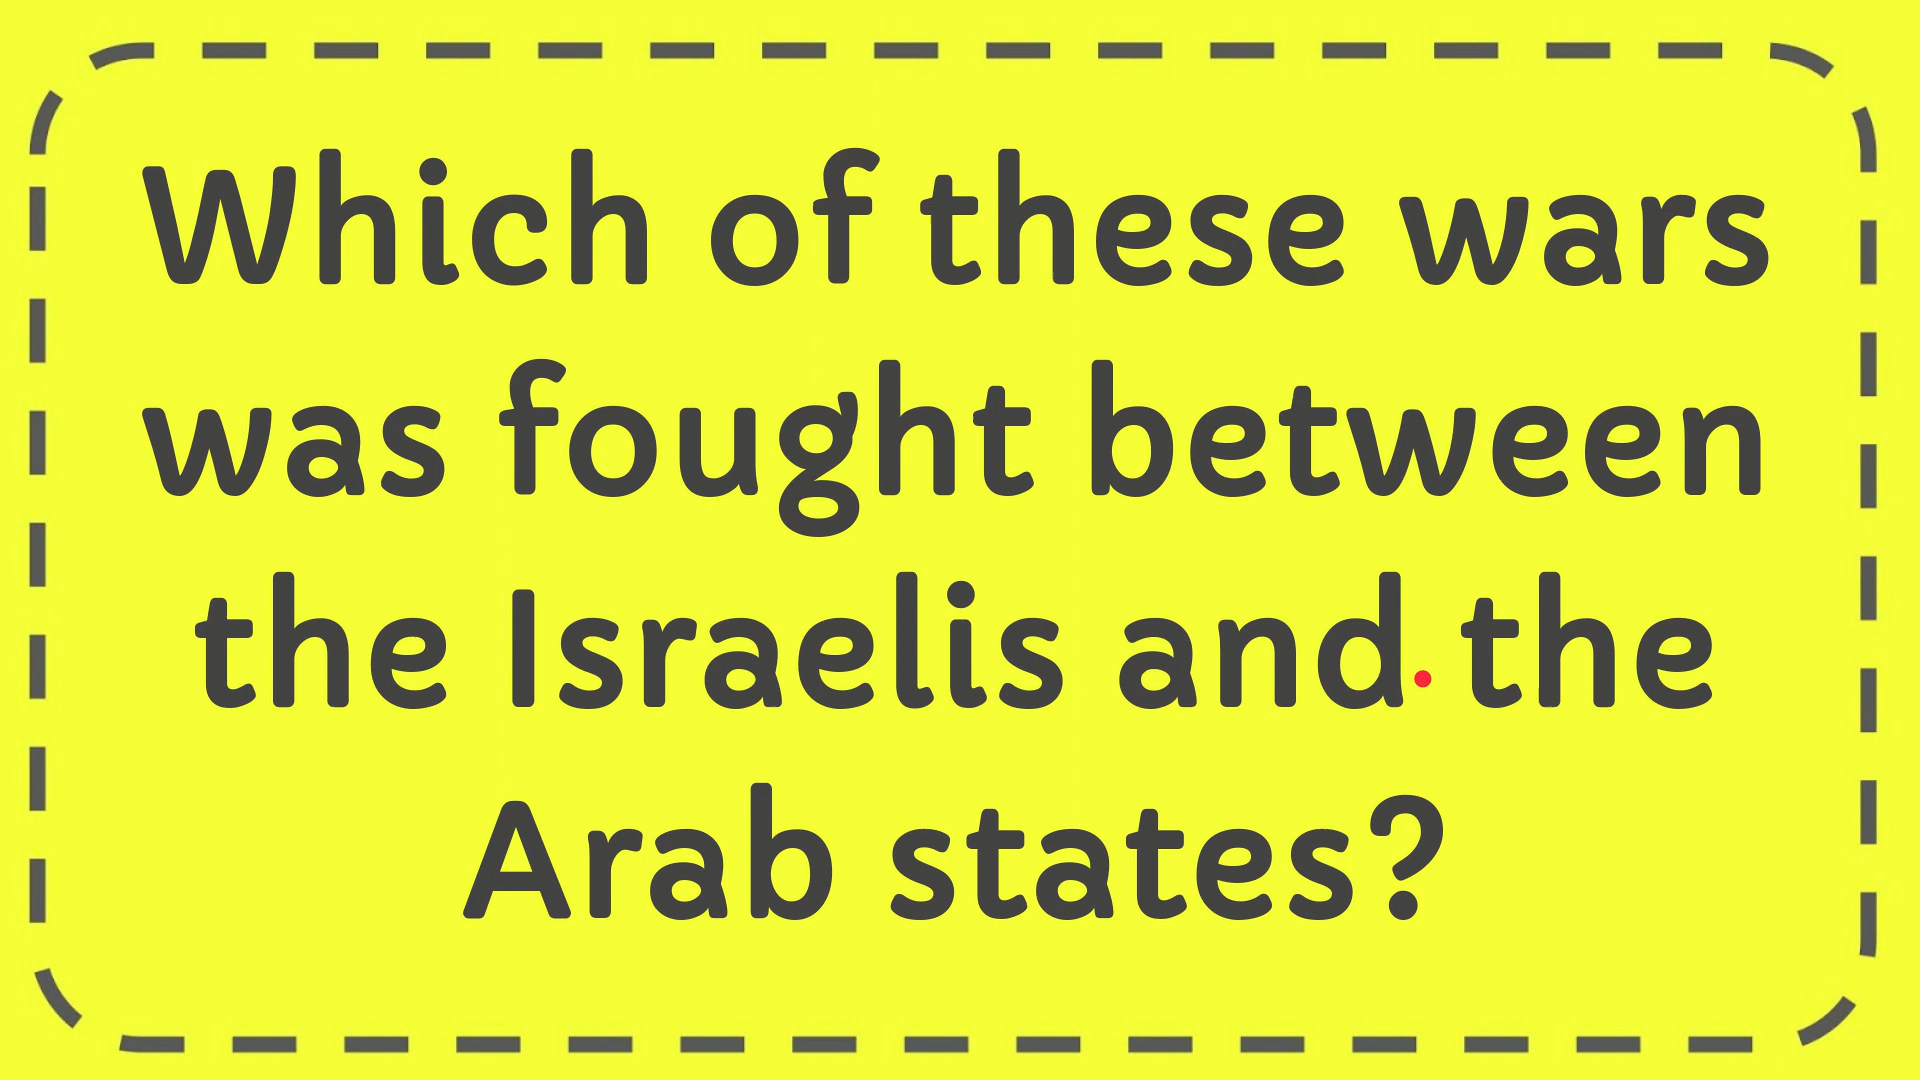 Which of these wars
was fought between
the Israelis and the
Arab states?